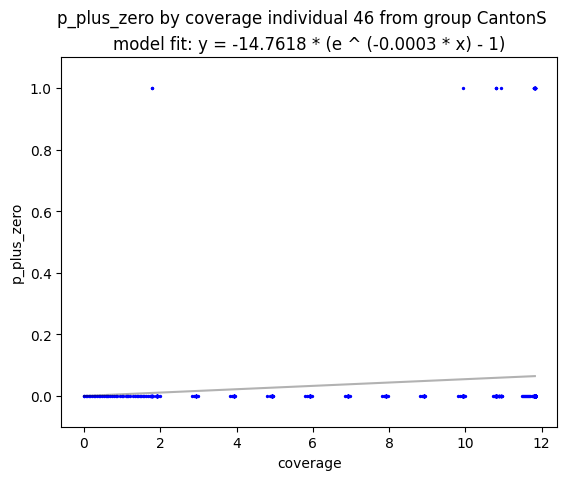 p_plus_zero by coverage individual 46 from group CantonS
model fit: y = -14.7618 * (e ^ (-0.0003 * x) - 1)
1.0
0.8
0.6
0.4
0.2
0.0
p_plus_zero
0 2 4 6 8 10 12
coverage